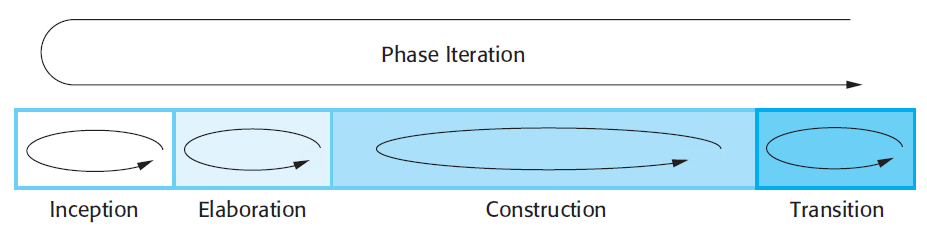 Phase Iteration
Inception Elaboration Construction Transition